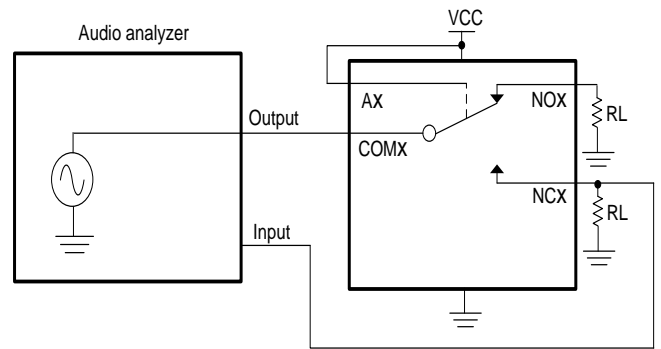 VCC
Audio analyzer
AX
NOX
RL
Output
COMX
NCX
RL
Input